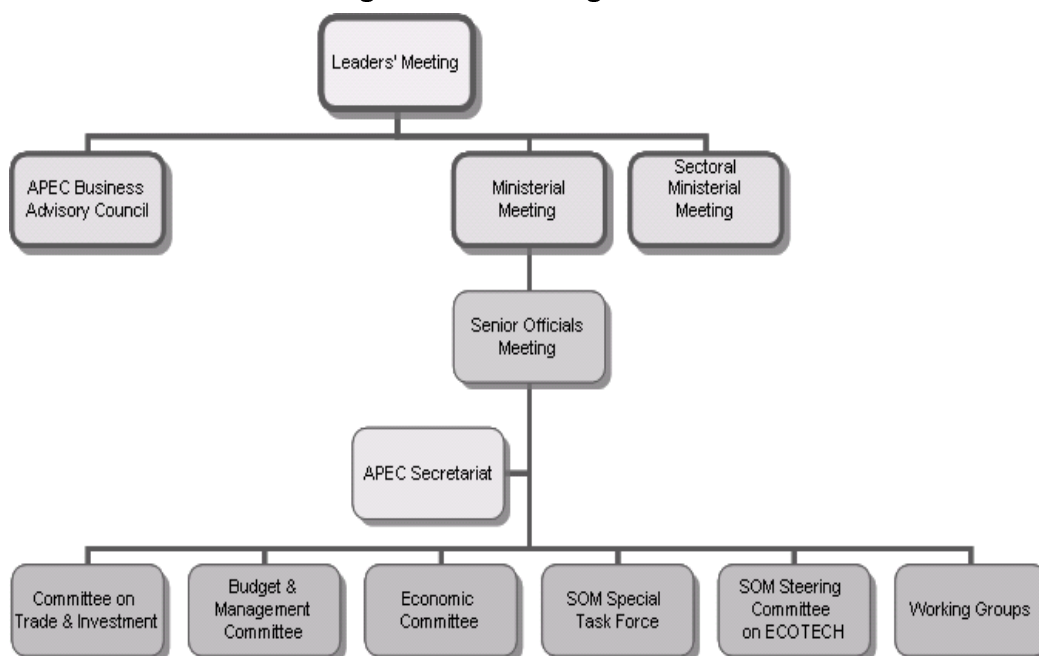 Leaders' Meeting
APEC Business
Advisory Council
Ministerial
Meeting
Sectoral
Ministerial
Meeting
Senior Officials
Meeting
APEC Secretariat
Committee on
Trade & Investment
Budget &
Management
Committee
Economic
Committee
SOM Special
Task Force
SOM Steering
Committee
on ECOTECH
Working Groups